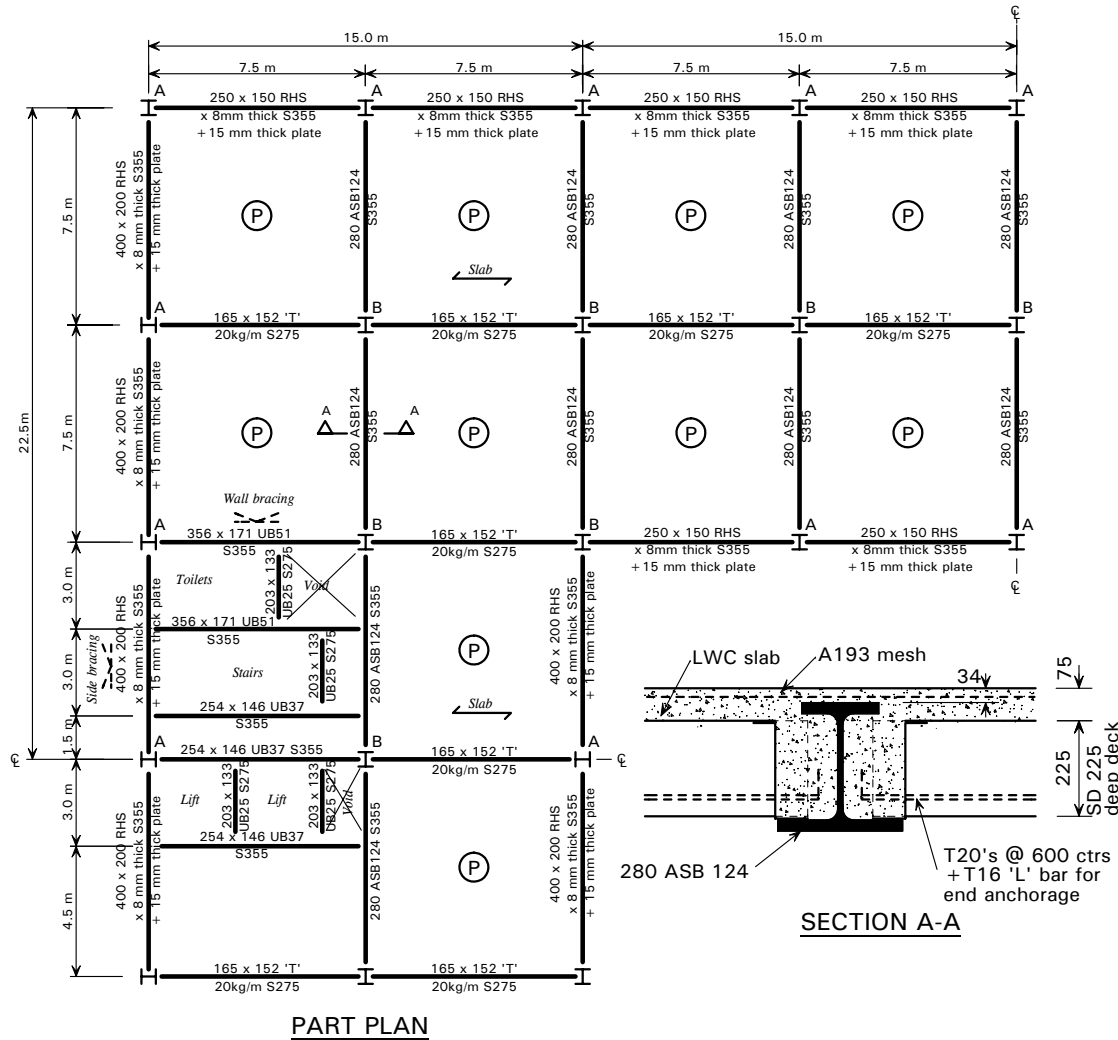 ℄
15.0 m
15.0 m
7.5 m
7.5 m
7.5 m
7.5 m
A
A
A
A
A
250 x 150 RHS
x 8mm thick S355
+ 15 mm thick plate
250 x 150 RHS
x 8mm thick S355
+ 15 mm thick plate
250 x 150 RHS
x 8mm thick S355
+ 15 mm thick plate
250 x 150 RHS
x 8mm thick S355
+ 15 mm thick plate
22.5m
7.5 m
400 x 200 RHS
x 8 mm thick S355
+ 15 mm thick plate
P
280 ASB124
S355
P
Slab
280 ASB124
S355
P
280 ASB124
S355
P
280 ASB124
S355
A
B
B
B
B
165 x 152 'T'
20kg/m S275
165 x 152 'T'
20kg/m S275
165 x 152 'T'
20kg/m S275
165 x 152 'T'
20kg/m S275
7.5 m
400 x 200 RHS
x 8 mm thick S355
+ 15 mm thick plate
P
A
A
280 ASB124
S355
P
280 ASB124
S355
P
280 ASB124
S355
P
280 ASB124
S355
Wall bracing
A
B
B
A
A
356 x 171 UB51
S355
165 x 152 'T'
20kg/m S275
250 x 150 RHS
x 8mm thick S355
+ 15 mm thick plate
250 x 150 RHS
x 8mm thick S355
+ 15 mm thick plate
℄
3.0 m
Toilets
203 x 133
UB25 S275
Void
356 x 171 UB51
S355
3.0 m
Side bracing
400 x 200 RHS
x 8 mm thick S355
+ 15 mm thick plate
Stairs
203 x 133
UB25 S275
280 ASB124 S355
P
Slab
400 x 200 RHS
x 8 mm thick S355
+ 15 mm thick plate
254 x 146 UB37
S355
1.5 m
℄
254 x 146 UB37 S355
B
165 x 152 'T'
20kg/m S275
A
℄
3.0 m
Lift
203 x 133
UB25 S275
Lift
203 x 133
UB25 S275
Void
254 x 146 UB37
S355
4.5 m
400 x 200 RHS
x 8 mm thick S355
+ 15 mm thick plate
280 ASB124 S355
P
400 x 200 RHS
x 8 mm thick S355
+ 15 mm thick plate
165 x 152 'T'
20kg/m S275
165 x 152 'T'
20kg/m S275
PART PLAN
LWC slab
A193 mesh
34
75
225
SD 225
deep deck
280 ASB 124
T20's @ 600 ctrs
+T16 'L' bar for
end anchorage
SECTION A-A